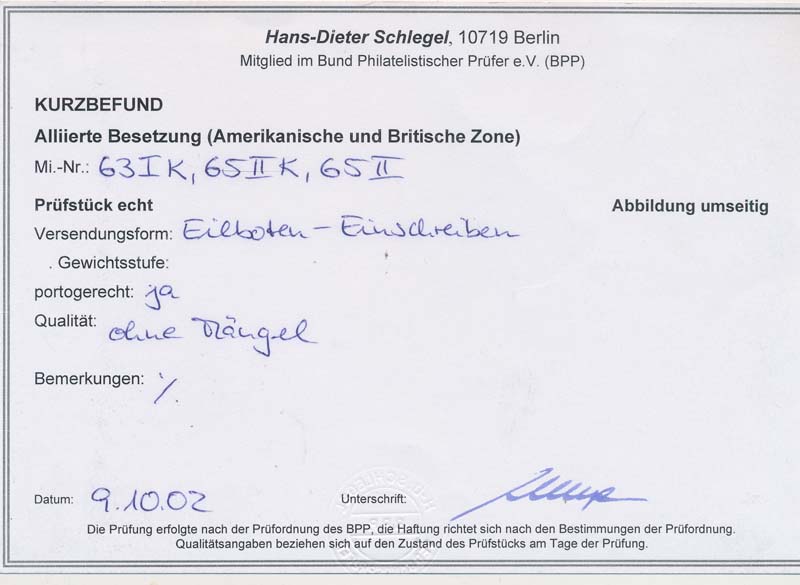 Hans-Dieter Schlegel, 10719 Berlin
Mitglied im Bund Philatelistischer Prüfer e.V. (BPP)
KURZBEFUND
Alliierte Besetzung (Amerikanische und Britische Zone)
Mi.-Nr.: 63 I K, 65 II K, 65 II
Prüfstück echt
Abbildung umseitig
Versendungsform: Eilboten - Einschreiben
. Gewichtsstufe:
portogerecht: ja
Qualität: ohne Mängel
Bemerkungen: ⁒
Datum: 9.10.02 Unterschrift:
Die Prüfung erfolgte nach der Prüfordnung des BPP, die Haftung richtet sich nach den Bestimmungen der Prüfordnung.
Qualitätsangaben beziehen sich auf den Zustand des Prüfstücks am Tage der Prüfung.